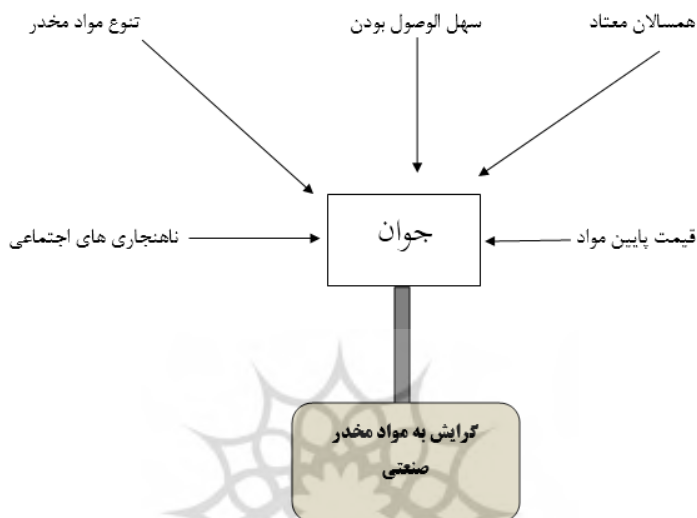 همسالان معتاد
سهل الوصول بودن
تنوع مواد مخدر
جوان
قیمت پایین مواد
ناهنجاری های اجتماعی
گرایش به مواد مخدر
صنعتی